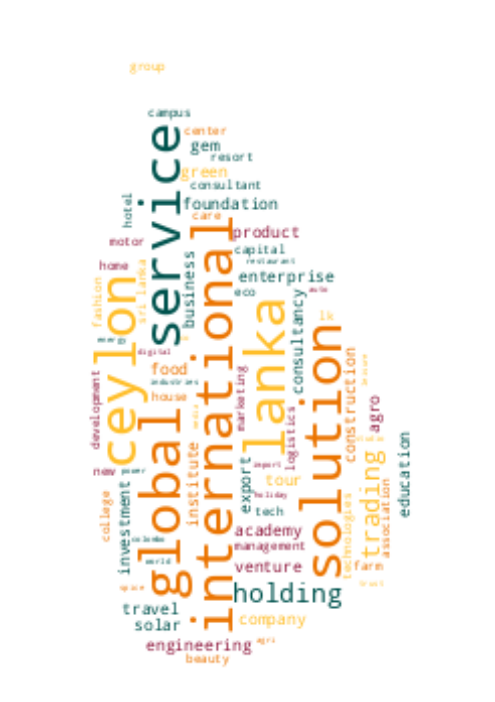 group
campus
service
center
gem
resort
green
consultant
hotel
foundation
care
international
product
motor
capital
restaurant
home
business
enterprise
sri lanka
fashion
ceylon
eco
auto
consultancy
lanka
lk
solution
digital
food
industries
house
global
marketing
construction
leisure
development
agro
logistics
institute
education
trading
new
power
export
import
tour
holiday
association
investment
college
technologies
tech
academy
management
colombo
world
venture
farm
trust
space
holding
travel
solar
company
engineering
agri
beauty